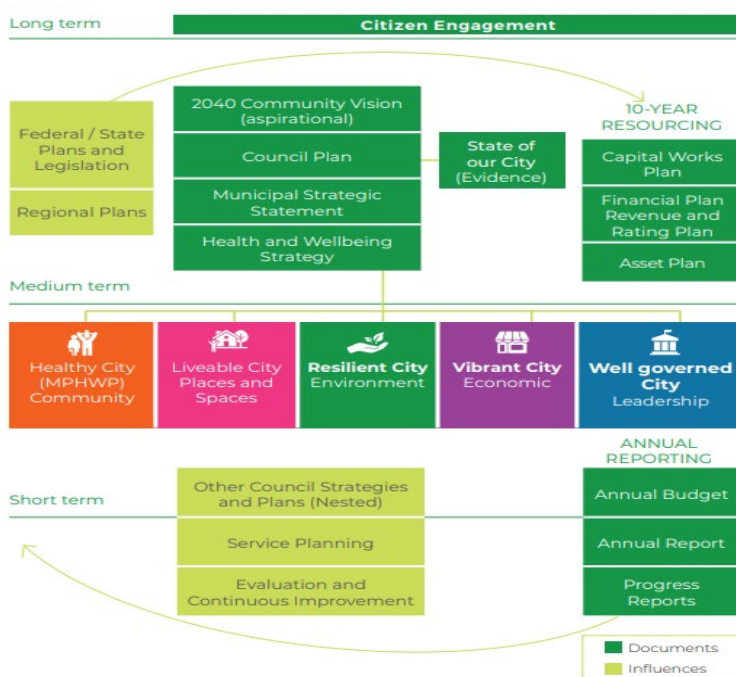 Long term
Citizen Engagement
Federal / State
Plans and
Legislation
Regional Plans
2040 Community Vision
(aspirational)
Council Plan
Municipal Strategic
Statement
Health and Wellbeing
Strategy
State of
our City
(Evidence)
10-YEAR
RESOURCING
Capital Works
Plan
Financial Plan
Revenue and
Rating Plan
Asset Plan
Medium term
Healthy City
(MPHWP)
Community
Liveable City
Places and
Spaces
Resilient City
Environment
Vibrant City
Economic
Well governed
City
Leadership
Short term
Other Council Strategies
and Plans (Nested)
Service Planning
Evaluation and
Continuous Improvement
ANNUAL
REPORTING
Annual Budget
Annual Report
Progress
Reports
Documents
Influences